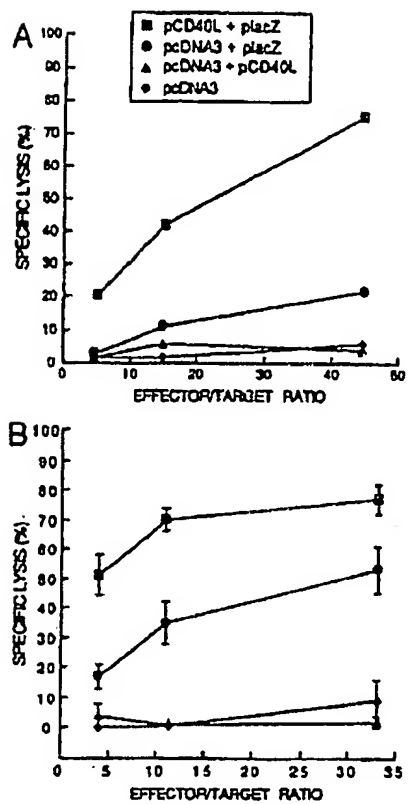 A
pCD40L + placZ
pcDNA3 + placZ
pcDNA3 + pCD40L
pcDNA3
100
90
80
70
60
50
40
30
20
10
0
SPECIFIC LYSIS (%)
0 10 20 30 40 50
EFFECTOR/TARGET RATIO
B
100
90
80
70
60
50
40
30
20
10
0
SPECIFIC LYSIS (%)
0 5 10 15 20 25 30 35
EFFECTOR/TARGET RATIO